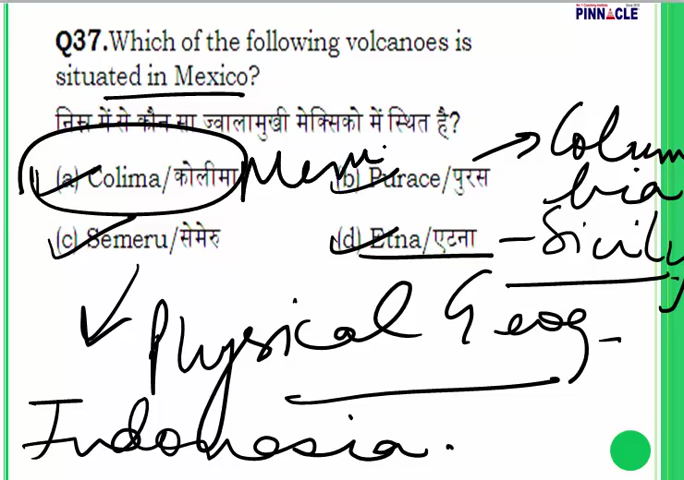 PINNACLE
Q37.Which of the following volcanoes is
situated in Mexico?
निम्न में से कौन सा ज्वालामुखी मेक्सिको में स्थित है?
(a) Colima/कोलीमा
(b) Purace/पुरस
Colum
bia
(c) Semeru/सेमेरु
(d) Etna/एटना
- Sicily
Physical Geog
Indonesia.